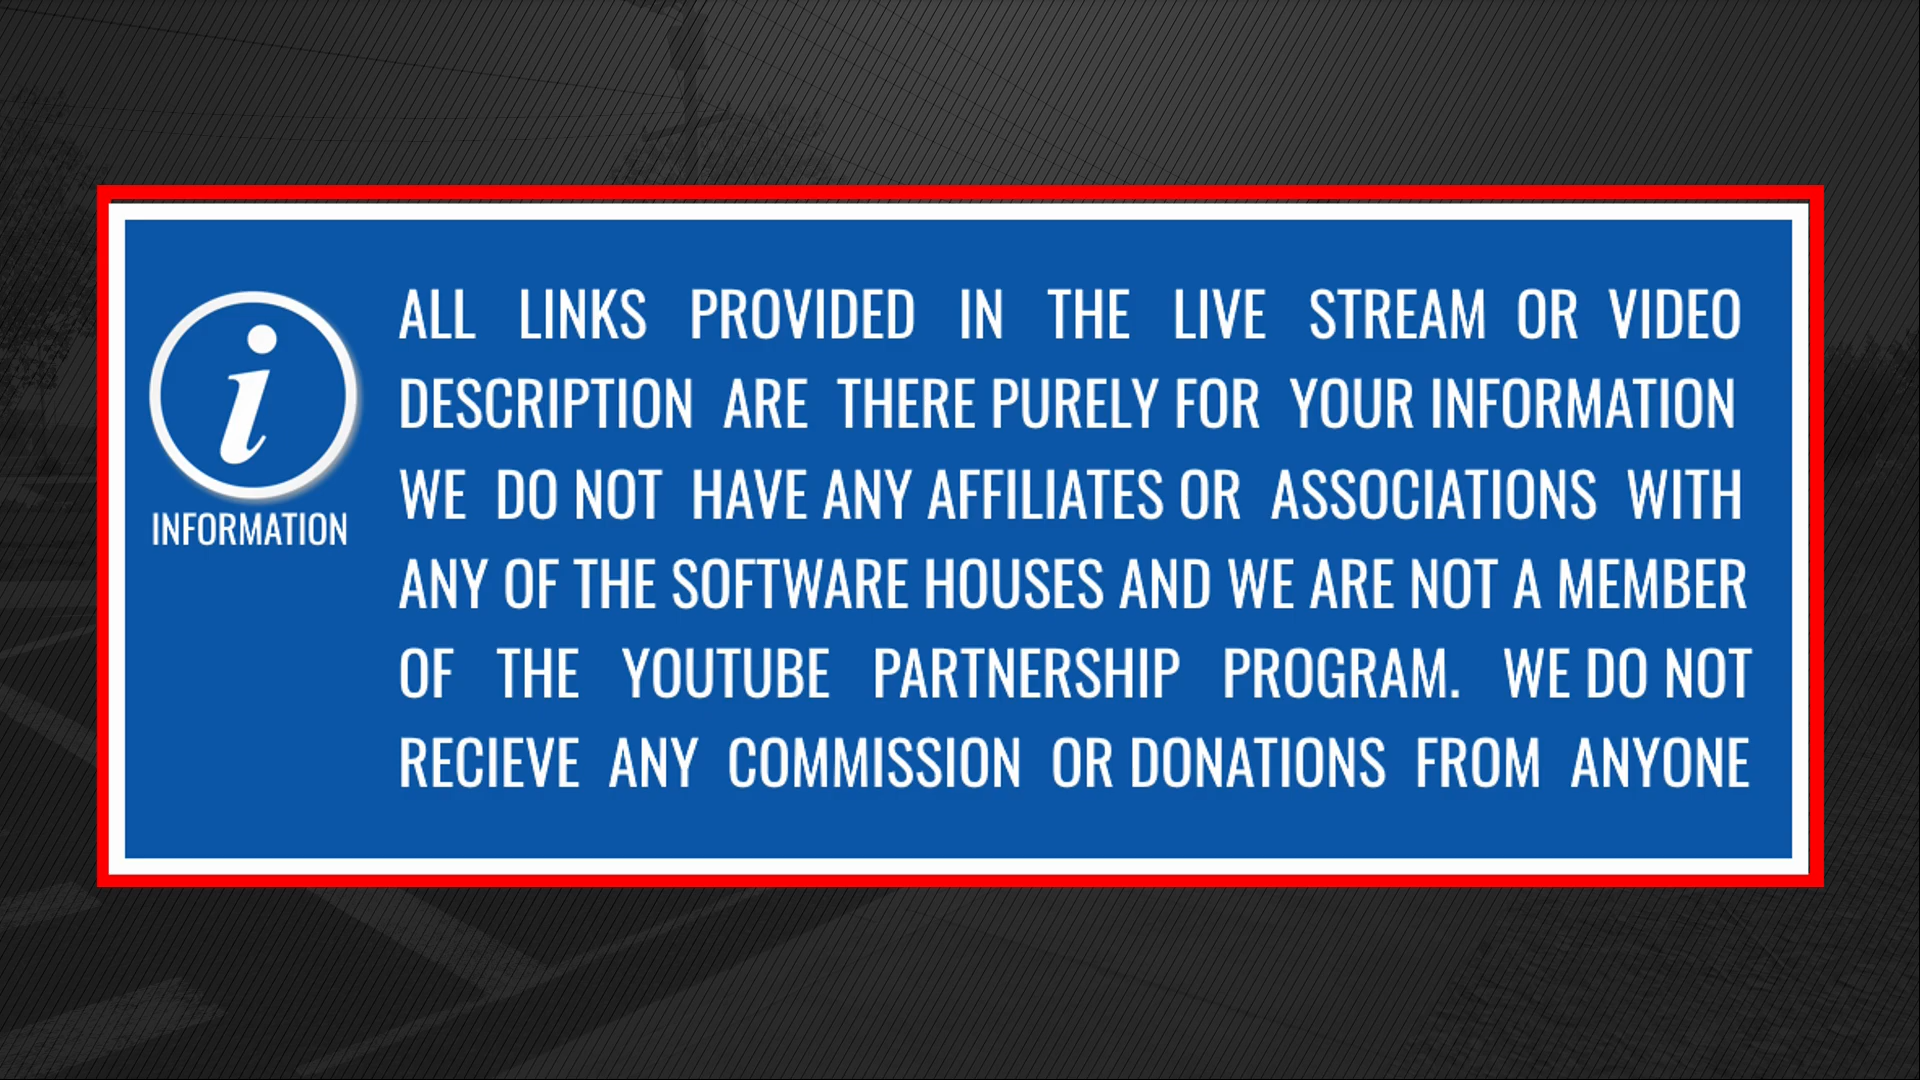 ALL LINKS PROVIDED IN THE LIVE STREAM OR VIDEO
DESCRIPTION ARE THERE PURELY FOR YOUR INFORMATION
WE DO NOT HAVE ANY AFFILIATES OR ASSOCIATIONS WITH
ANY OF THE SOFTWARE HOUSES AND WE ARE NOT A MEMBER
OF THE YOUTUBE PARTNERSHIP PROGRAM. WE DO NOT
RECIEVE ANY COMMISSION OR DONATIONS FROM ANYONE
i
INFORMATION